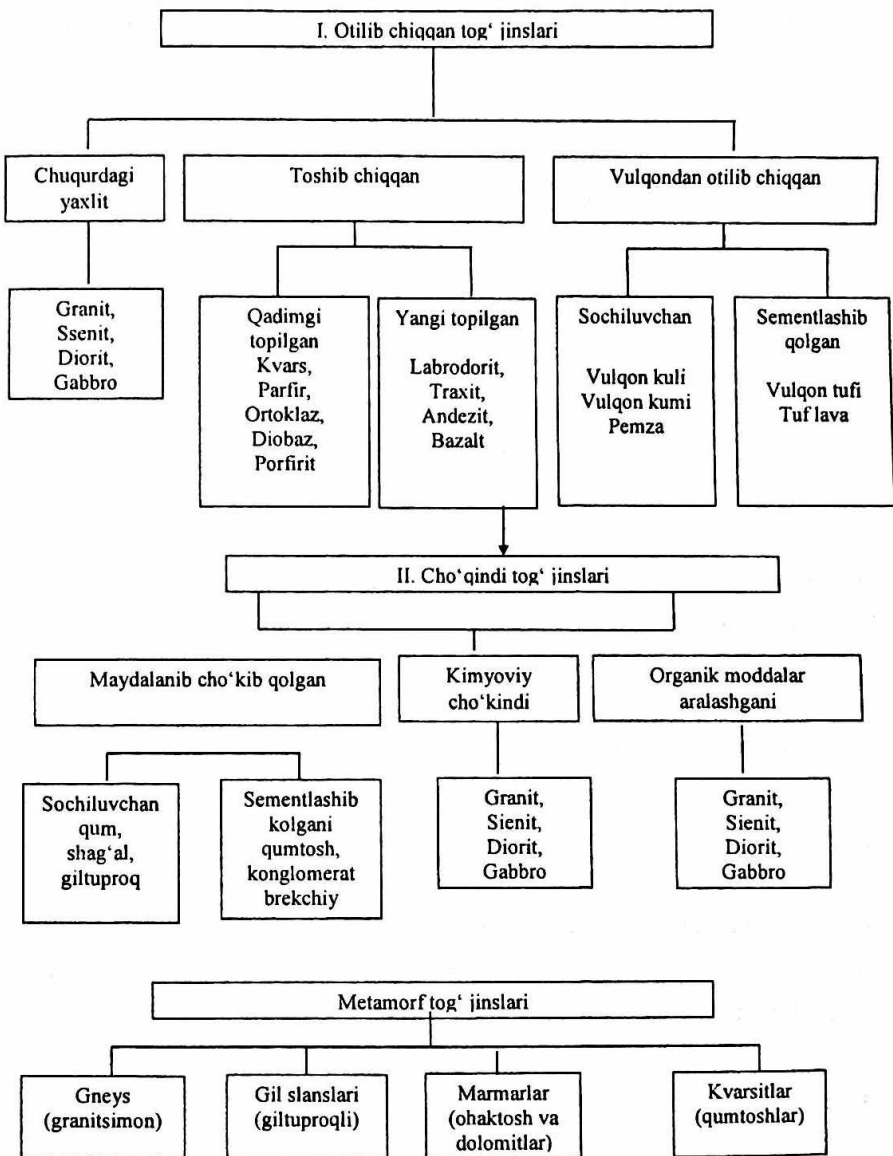 I. Otilib chiqqan tog‘ jinslari
Chuqurdagi
yaxlit
Toshib chiqqan
Vulqondan otilib chiqqan
Granit,
Ssenit,
Diorit,
Gabbro
Qadimgi
topilgan
Kvars,
Parfir,
Ortoklaz,
Diobaz,
Porfirit
Yangi topilgan
Labrodorit,
Traxit,
Andezit,
Bazalt
Sochiluvchan
Vulqon kuli
Vulqon kumi
Pemza
Sementlashib
qolgan
Vulqon tufi
Tuf lava
II. Cho‘qindi tog‘ jinslari
Maydalanib cho‘kib qolgan
Kimyoviy
cho‘kindi
Organik moddalar
aralashgani
Sochiluvchan
qum,
shag‘al,
giltuproq
Sementlashib
kolgani
qumtosh,
konglomerat
brekchiy
Granit,
Sienit,
Diorit,
Gabbro
Granit,
Sienit,
Diorit,
Gabbro
Metamorf tog‘ jinslari
Gneys
(granitsimon)
Gil slanslari
(giltuproqli)
Marmarlar
(ohaktosh va
dolomitlar)
Kvarsitlar
(qumtoshlar)